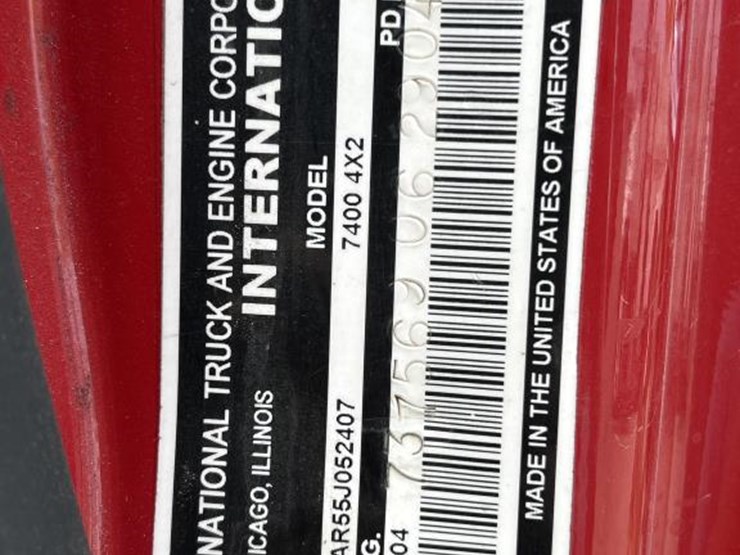 NATIONAL TRUCK AND ENGINE CORPO
INTERNATIO
ICAGO, ILLINOIS
MODEL
AR55J052407 7400 4X2
G. PD
04
MADE IN THE UNITED STATES OF AMERICA